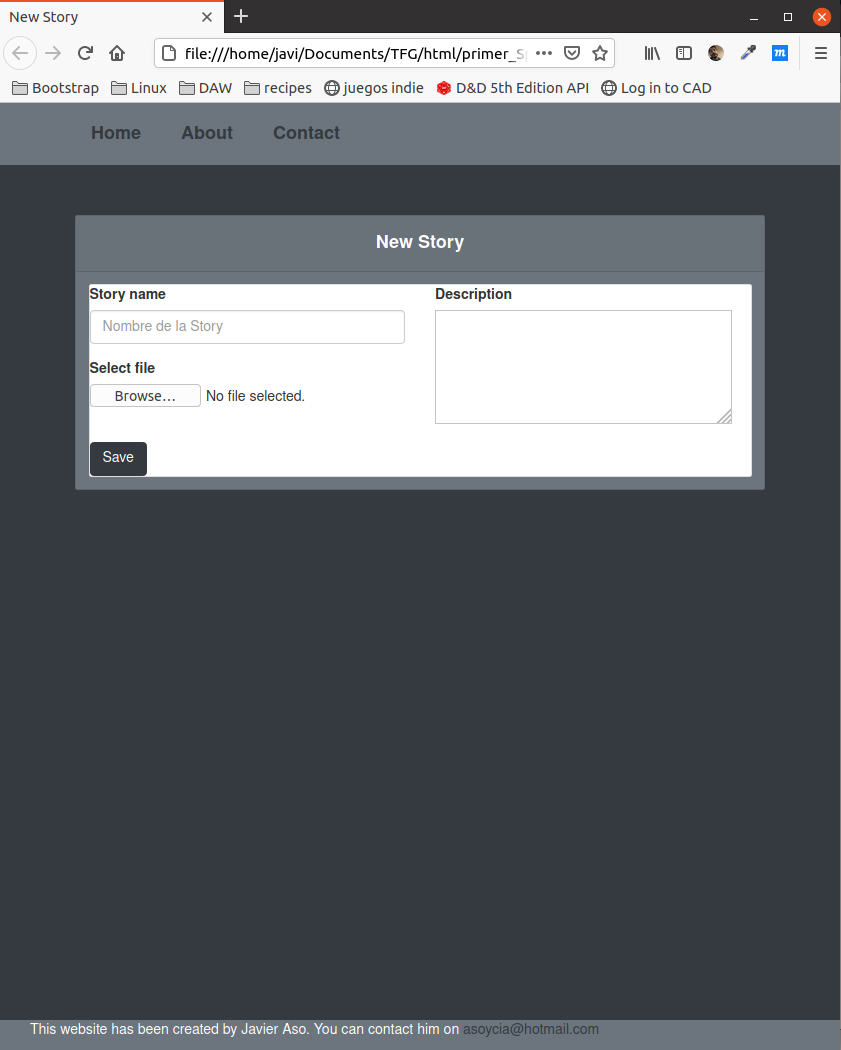 New Story
file:///home/javi/Documents/TFG/html/primer_S
Bootstrap Linux DAW recipes juegos indie D&D 5th Edition API Log in to CAD
Home About Contact
New Story
Story name Description
Nombre de la Story
Select file
Browse... No file selected.
Save
This website has been created by Javier Aso. You can contact him on asoycia@hotmail.com